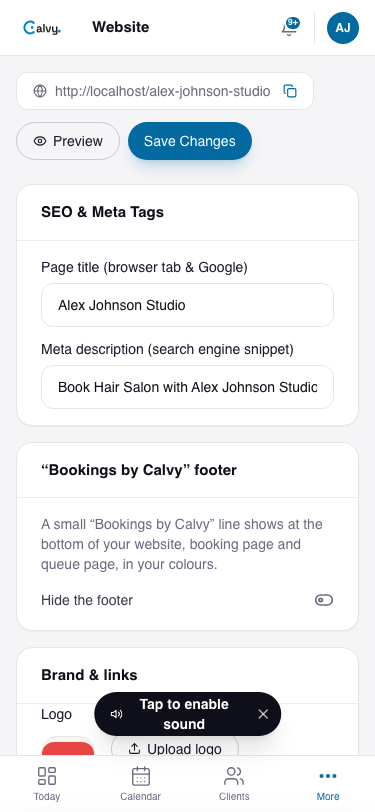 Calvy.
Website
9+
AJ
http://localhost/alex-johnson-studio
Preview
Save Changes
SEO & Meta Tags
Page title (browser tab & Google)
Alex Johnson Studio
Meta description (search engine snippet)
Book Hair Salon with Alex Johnson Studio
“Bookings by Calvy” footer
A small “Bookings by Calvy” line shows at the
bottom of your website, booking page and
queue page, in your colours.
Hide the footer
Brand & links
Logo
Tap to enable
sound
Upload logo
Today
Calendar
Clients
More